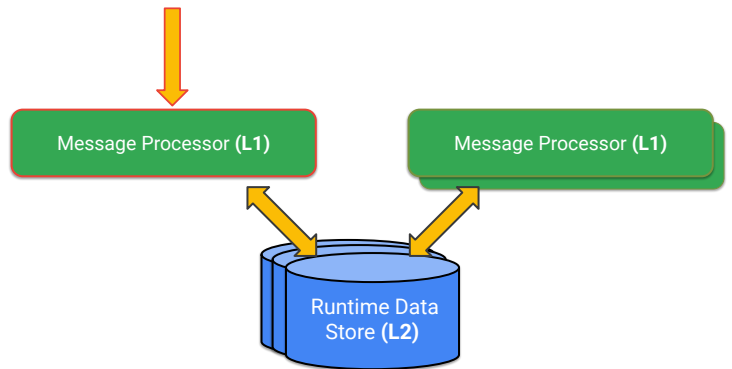 Message Processor (L1)
Message Processor (L1)
Runtime Data
Store (L2)